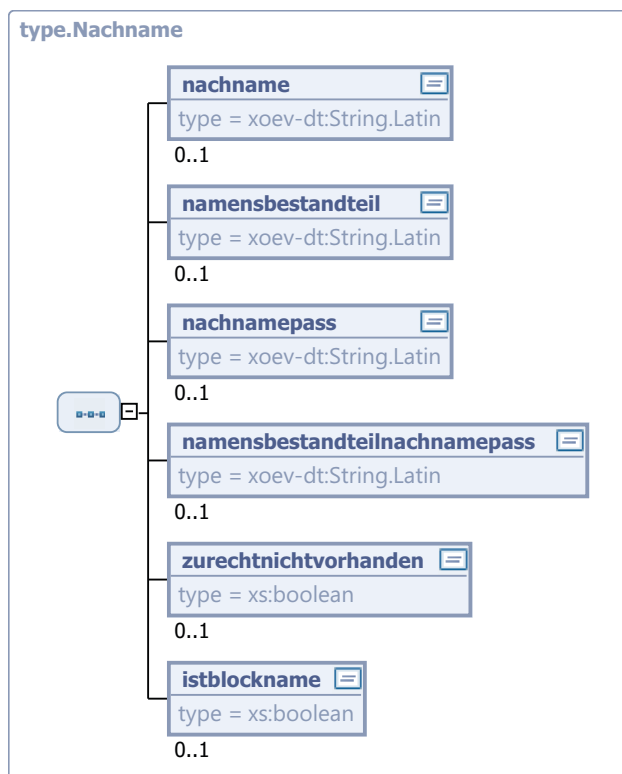 type.Nachname
nachname
type = xoev-dt:String.Latin
0..1
namensbestandteil
type = xoev-dt:String.Latin
0..1
nachnamepass
type = xoev-dt:String.Latin
0..1
namensbestandteilnachnamepass
type = xoev-dt:String.Latin
0..1
zurechtnichtvorhanden
type = xs:boolean
0..1
istblockname
type = xs:boolean
0..1